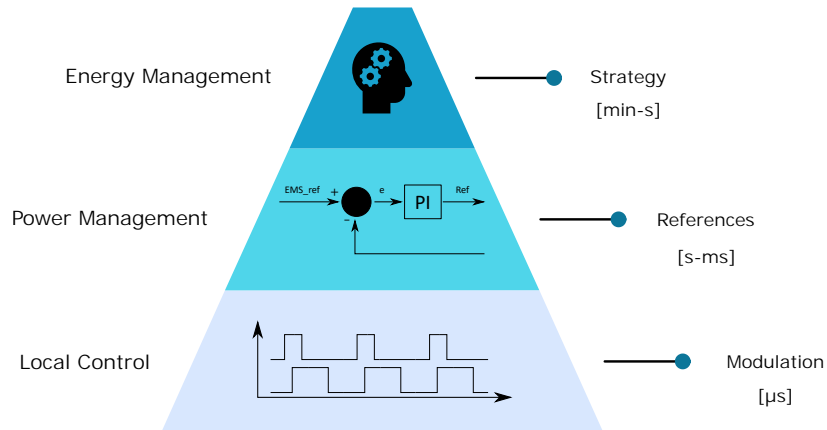 Energy Management
Strategy
[min-s]
EMS_ref
+
e
PI
Ref
-
Power Management
References
[s-ms]
Local Control
Modulation
[µs]